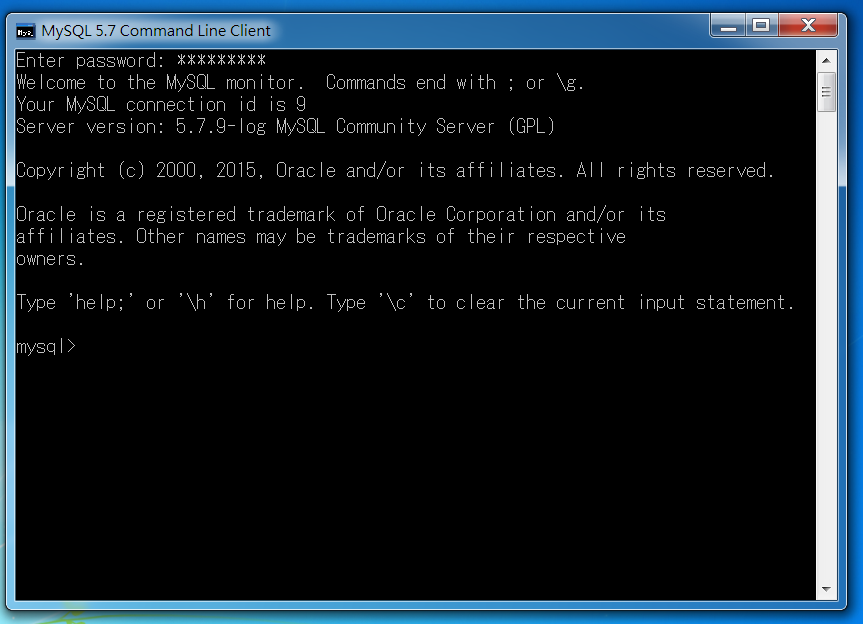 MySQL 5.7 Command Line Client
Enter password: *********
Welcome to the MySQL monitor.  Commands end with ; or \g.
Your MySQL connection id is 9
Server version: 5.7.9-log MySQL Community Server (GPL)
Copyright (c) 2000, 2015, Oracle and/or its affiliates. All rights reserved.
Oracle is a registered trademark of Oracle Corporation and/or its
affiliates. Other names may be trademarks of their respective
owners.
Type 'help;' or '\h' for help. Type '\c' to clear the current input statement.
mysql>